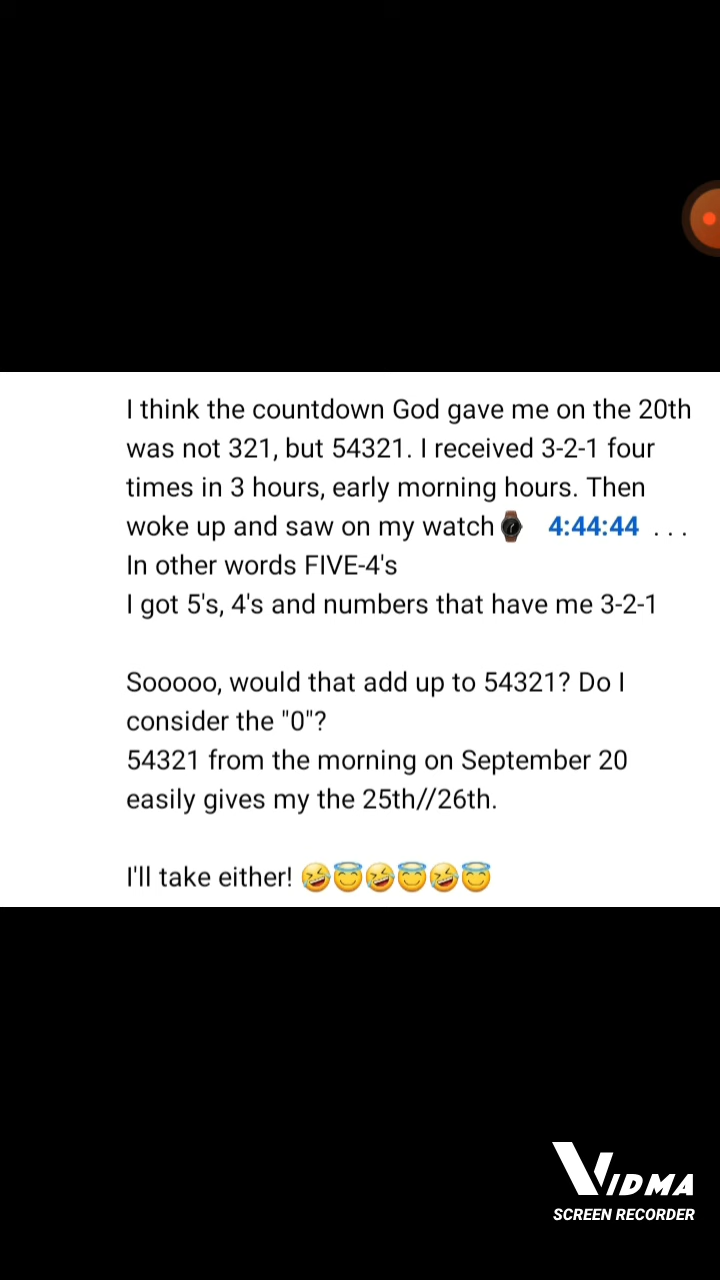 I think the countdown God gave me on the 20th
was not 321, but 54321. I received 3-2-1 four
times in 3 hours, early morning hours. Then
woke up and saw on my watch⌚ 4:44:44 ...
In other words FIVE-4's
I got 5's, 4's and numbers that have me 3-2-1
Sooooo, would that add up to 54321? Do I
consider the "0"?
54321 from the morning on September 20
easily gives my the 25th//26th.
I'll take either! 🤣😇🤣😇🤣😇
VIDMA
SCREEN RECORDER